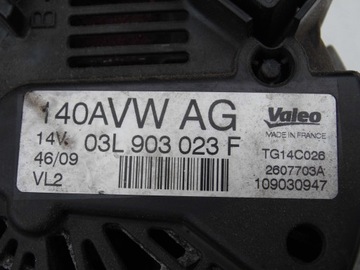 B-
140A VW AG
Valeo
MADE IN FRANCE
14V. 03L 903 023 F
TG14C026
46/09
2607703A
VL2
109030947